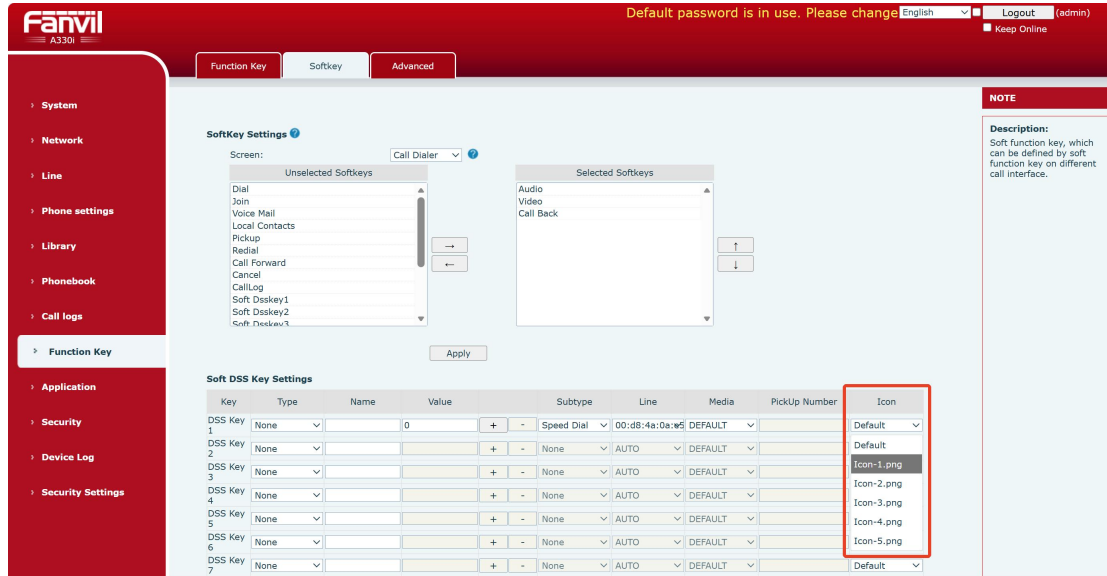 Default password is in use. Please change English Logout (admin)
Fanvil
A330i
Keep Online
Function Key Softkey Advanced
System
Network
Line
Phone settings
Library
Phonebook
Call logs
Function Key
Application
Security
Device Log
Security Settings
SoftKey Settings ?
Screen: Call Dialer ?
Unselected Softkeys
Dial
Join
Voice Mail
Local Contacts
Pickup
Redial
Call Forward
Cancel
CallLog
Soft Dsskey1
Soft Dsskey2
Soft Dsskey3
→
←
Selected Softkeys
Audio
Video
Call Back
↑
↓
Apply
Soft DSS Key Settings
Key Type Name Value Subtype Line Media PickUp Number Icon
DSS Key 1 None 0 + - Speed Dial 00:d8:4a:0a: DEFAULT Default
DSS Key 2 None + - None AUTO DEFAULT
DSS Key 3 None + - None AUTO DEFAULT
DSS Key 4 None + - None AUTO DEFAULT
DSS Key 5 None + - None AUTO DEFAULT
DSS Key 6 None + - None AUTO DEFAULT
DSS Key 7 None + - None AUTO DEFAULT Default
Default
Icon-1.png
Icon-2.png
Icon-3.png
Icon-4.png
Icon-5.png
NOTE
Description:
Soft function key, which
can be defined by soft
function key on different
call interface.